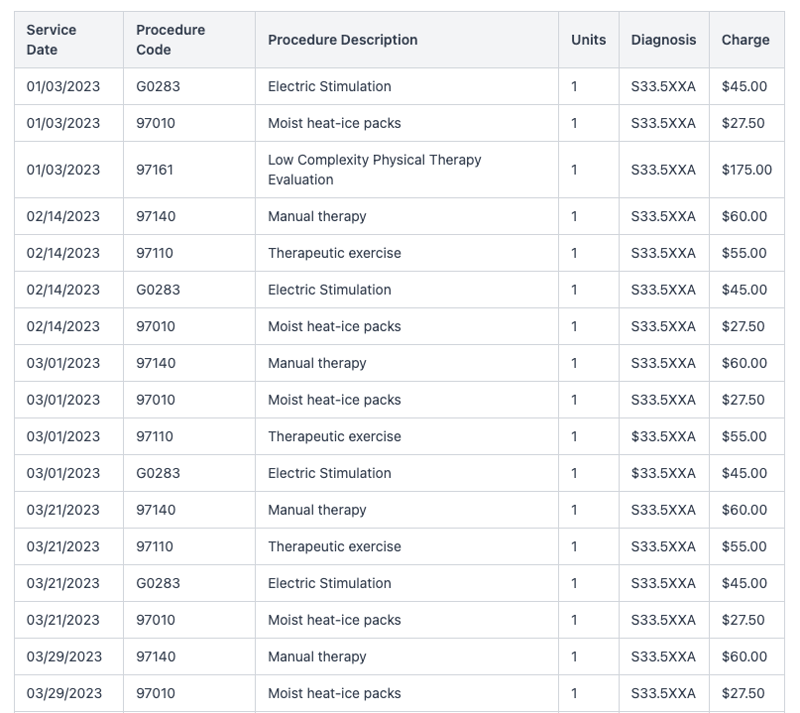 Service Date | Procedure Code | Procedure Description | Units | Diagnosis | Charge
01/03/2023 | G0283 | Electric Stimulation | 1 | S33.5XXA | $45.00
01/03/2023 | 97010 | Moist heat-ice packs | 1 | S33.5XXA | $27.50
01/03/2023 | 97161 | Low Complexity Physical Therapy Evaluation | 1 | S33.5XXA | $175.00
02/14/2023 | 97140 | Manual therapy | 1 | S33.5XXA | $60.00
02/14/2023 | 97110 | Therapeutic exercise | 1 | S33.5XXA | $55.00
02/14/2023 | G0283 | Electric Stimulation | 1 | S33.5XXA | $45.00
02/14/2023 | 97010 | Moist heat-ice packs | 1 | S33.5XXA | $27.50
03/01/2023 | 97140 | Manual therapy | 1 | S33.5XXA | $60.00
03/01/2023 | 97010 | Moist heat-ice packs | 1 | S33.5XXA | $27.50
03/01/2023 | 97110 | Therapeutic exercise | 1 | $33.5XXA | $55.00
03/01/2023 | G0283 | Electric Stimulation | 1 | $33.5XXA | $45.00
03/21/2023 | 97140 | Manual therapy | 1 | S33.5XXA | $60.00
03/21/2023 | 97110 | Therapeutic exercise | 1 | S33.5XXA | $55.00
03/21/2023 | G0283 | Electric Stimulation | 1 | S33.5XXA | $45.00
03/21/2023 | 97010 | Moist heat-ice packs | 1 | S33.5XXA | $27.50
03/29/2023 | 97140 | Manual therapy | 1 | S33.5XXA | $60.00
03/29/2023 | 97010 | Moist heat-ice packs | 1 | S33.5XXA | $27.50